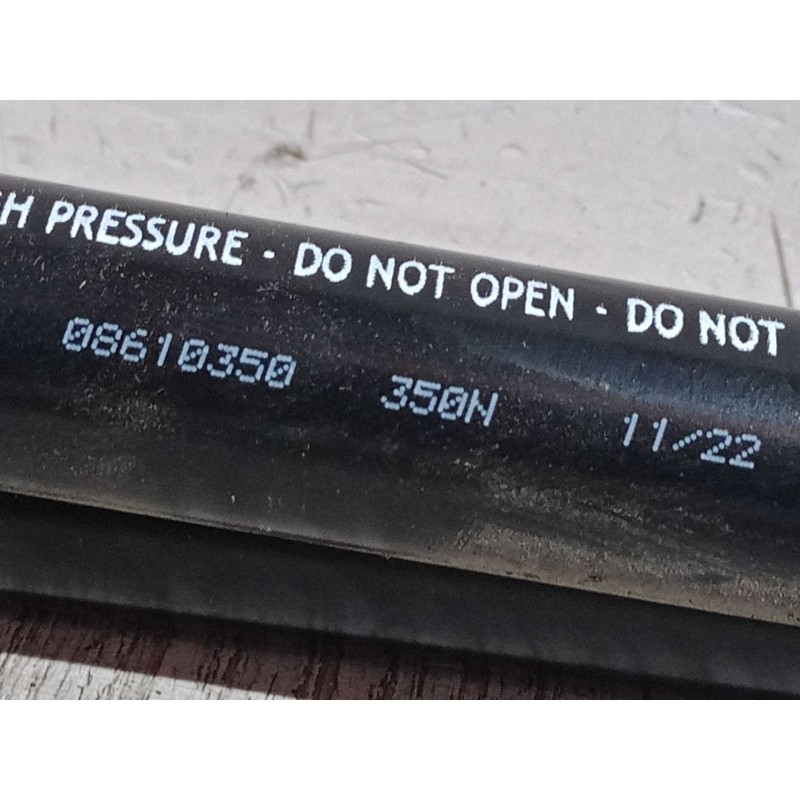 PRESSURE - DO NOT OPEN - DO NOT
08610350 350N 11/22